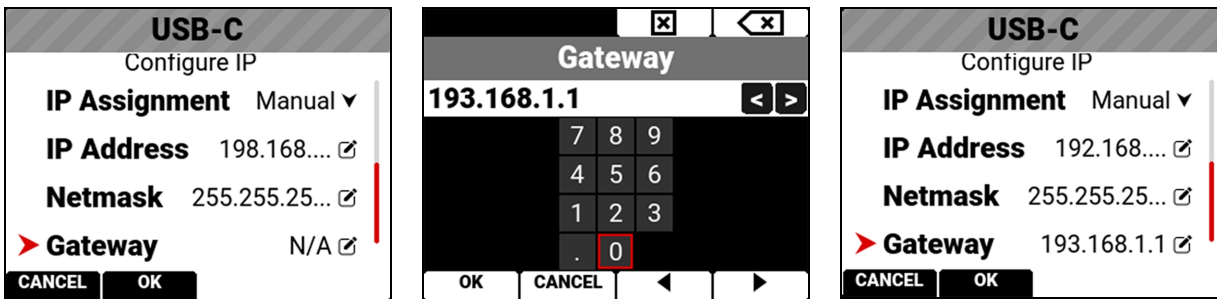 USB-C
Configure IP
IP Assignment Manual
IP Address 198.168....
Netmask 255.255.25...
Gateway N/A
CANCEL OK
Gateway
193.168.1.1 < >
7 8 9
4 5 6
1 2 3
. 0
OK CANCEL
USB-C
Configure IP
IP Assignment Manual
IP Address 192.168....
Netmask 255.255.25...
Gateway 193.168.1.1
CANCEL OK